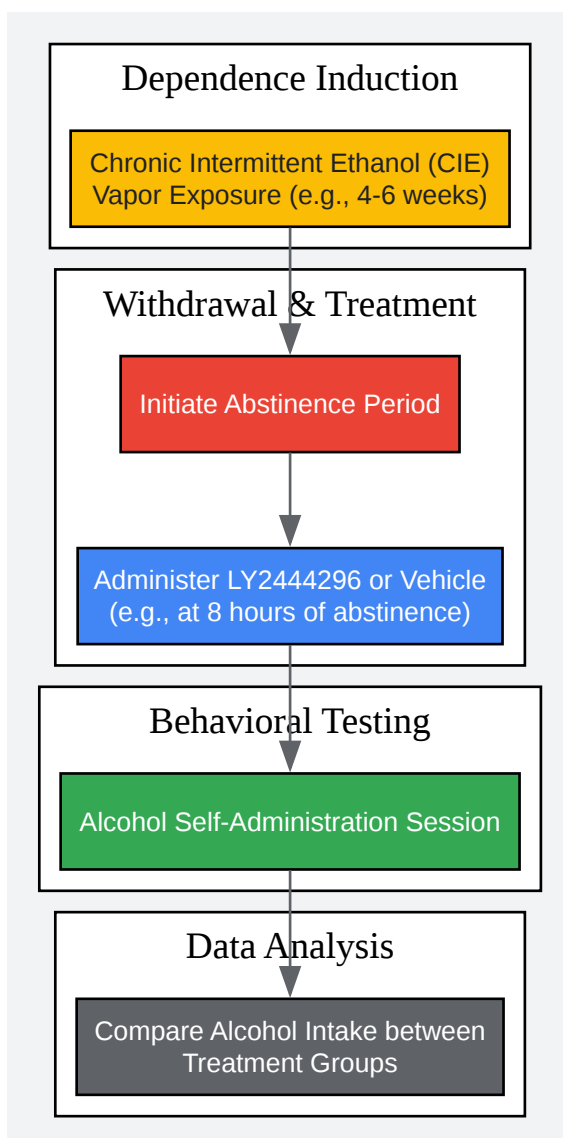 Dependence Induction
Chronic Intermittent Ethanol (CIE)
Vapor Exposure (e.g., 4-6 weeks)
Withdrawal & Treatment
Initiate Abstinence Period
Administer LY2444296 or Vehicle
(e.g., at 8 hours of abstinence)
Behavioral Testing
Alcohol Self-Administration Session
Data Analysis
Compare Alcohol Intake between
Treatment Groups